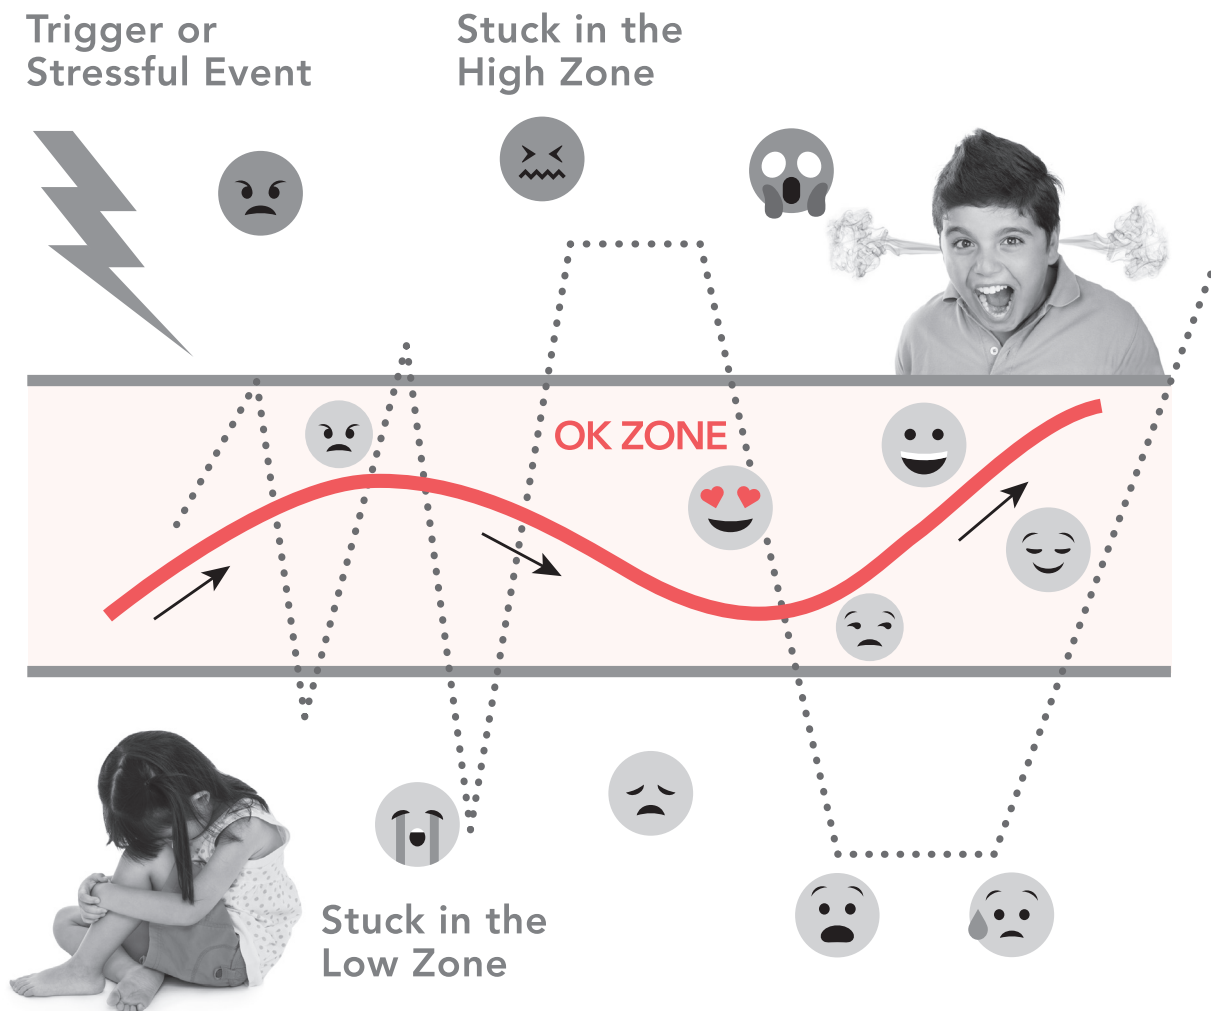 Trigger or
Stressful Event
Stuck in the
High Zone
OK ZONE
Stuck in the
Low Zone